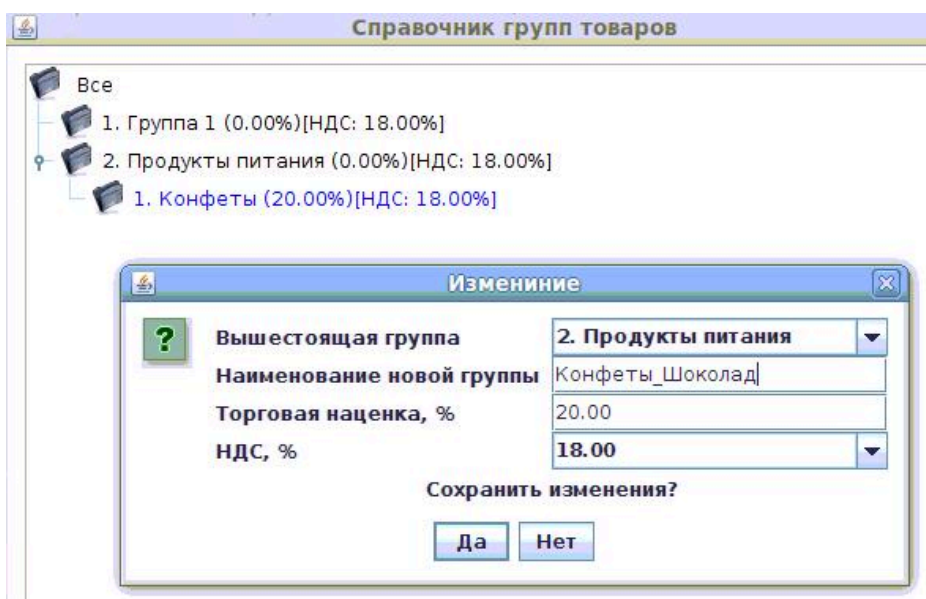 Справочник групп товаров
Все
1. Группа 1 (0.00%)[НДС: 18.00%]
2. Продукты питания (0.00%)[НДС: 18.00%]
1. Конфеты (20.00%)[НДС: 18.00%]
Измениние
?
Вышестоящая группа 2. Продукты питания
Наименование новой группы Конфеты_Шоколад
Торговая наценка, % 20.00
НДС, % 18.00
Сохранить изменения?
Да Нет